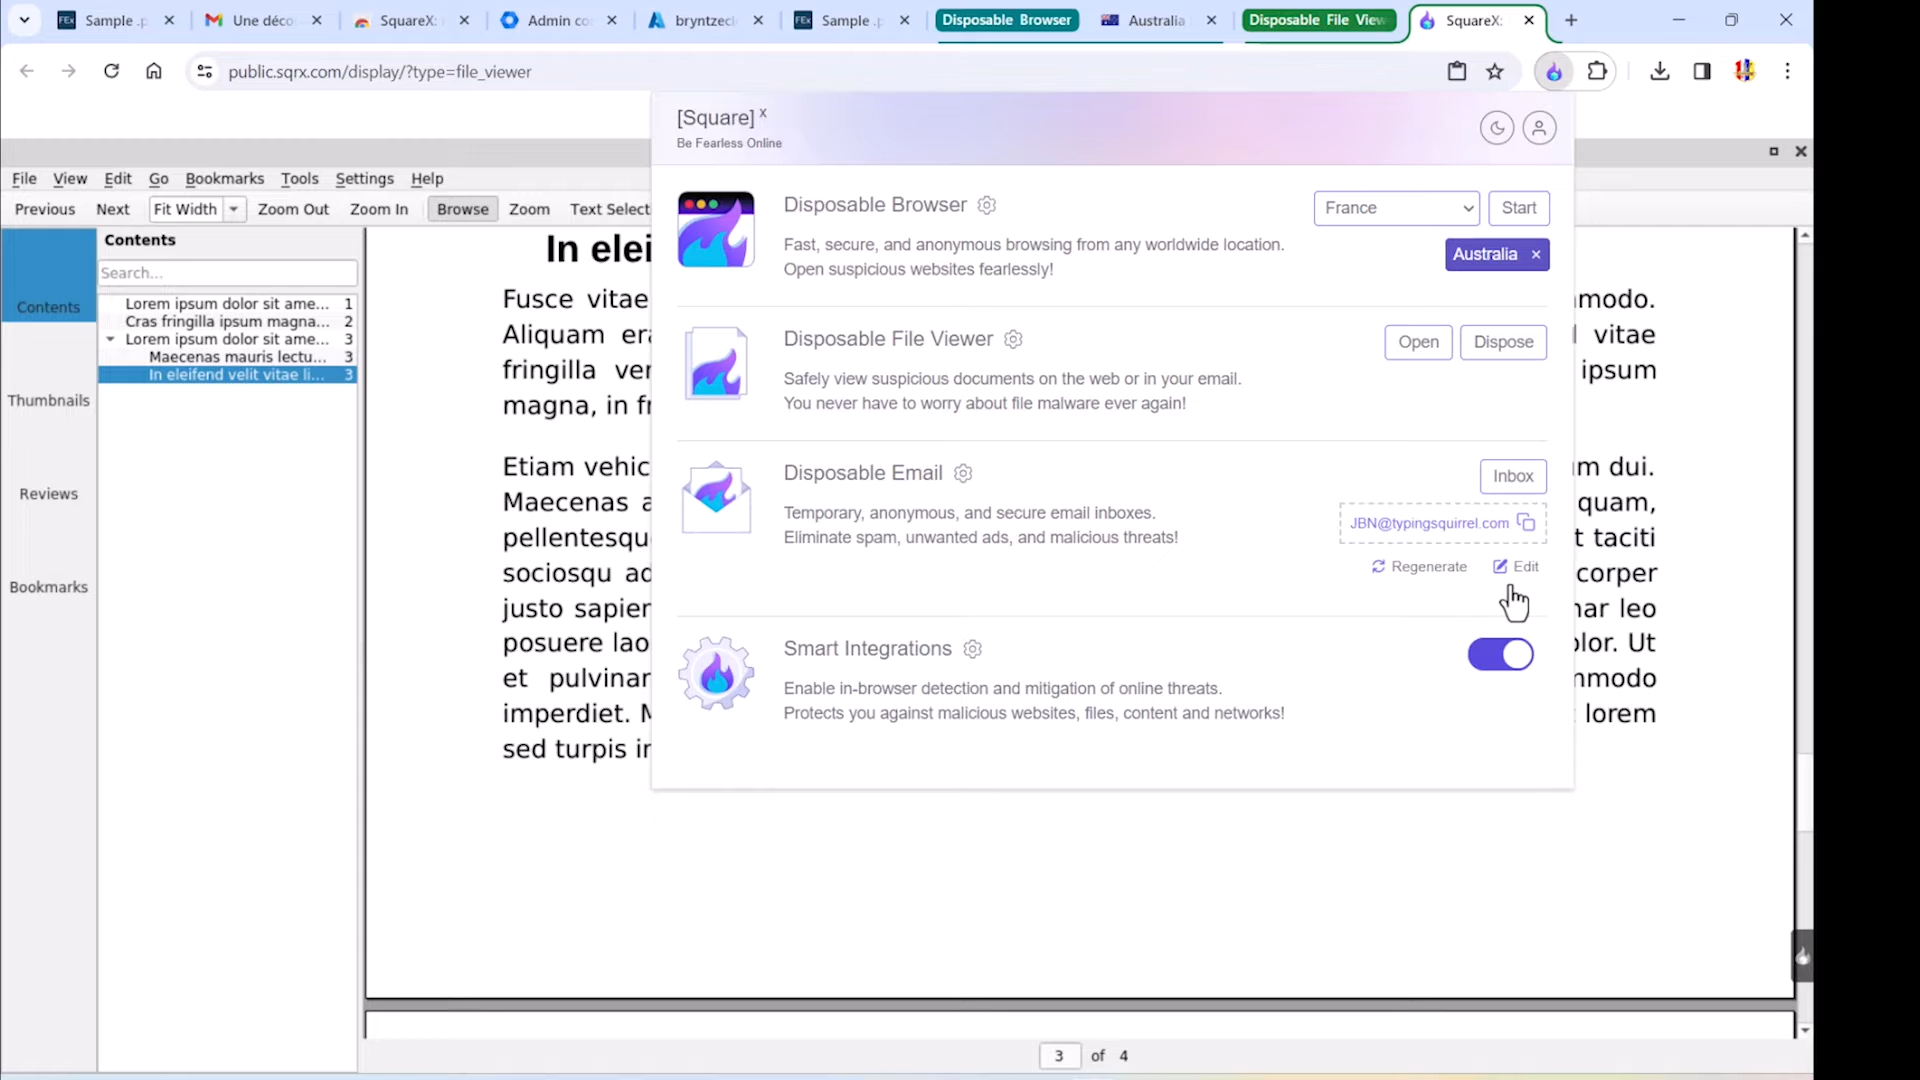 Sample .p
Une déco
SquareX:
Admin co
bryntzec
Sample .p
Disposable Browser
Australia
Disposable File View
SquareX:
public.sqrx.com/display/?type=file_viewer
[Square] X
Be Fearless Online
File View Edit Go Bookmarks Tools Settings Help
Previous Next Fit Width Zoom Out Zoom In Browse Zoom Text Select
Contents
Thumbnails
Reviews
Bookmarks
Contents
Search...
Lorem ipsum dolor sit ame... 1
Cras fringilla ipsum magna... 2
Lorem ipsum dolor sit ame... 3
Maecenas mauris lectu... 3
In eleifend velit vitae li... 3
In elei
Fusce vitae
modo.
Aliquam era
vitae
fringilla ver
ipsum
magna, in fr
Etiam vehic
m dui.
Maecenas a
quam,
pellentesqu
t taciti
sociosqu ad
corper
justo sapien
nar leo
posuere lao
olor. Ut
et pulvinar
mmodo
imperdiet. M
lorem
sed turpis in
Disposable Browser
Fast, secure, and anonymous browsing from any worldwide location.
Open suspicious websites fearlessly!
France
Start
Australia ×
Disposable File Viewer
Safely view suspicious documents on the web or in your email.
You never have to worry about file malware ever again!
Open
Dispose
Disposable Email
Temporary, anonymous, and secure email inboxes.
Eliminate spam, unwanted ads, and malicious threats!
Inbox
JBN@typingsquirrel.com
Regenerate
Edit
Smart Integrations
Enable in-browser detection and mitigation of online threats.
Protects you against malicious websites, files, content and networks!
3 of 4